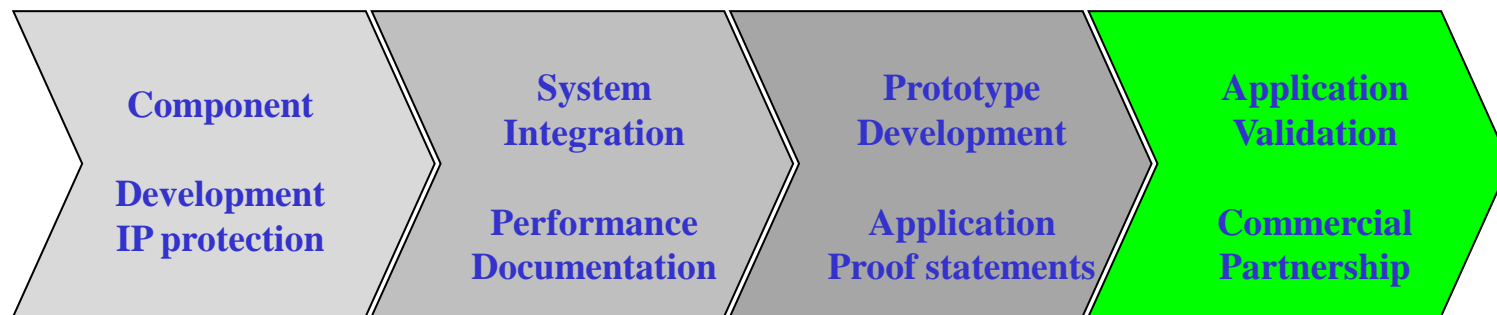 Component
Development
IP protection
System
Integration
Performance
Documentation
Prototype
Development
Application
Proof statements
Application
Validation
Commercial
Partnership